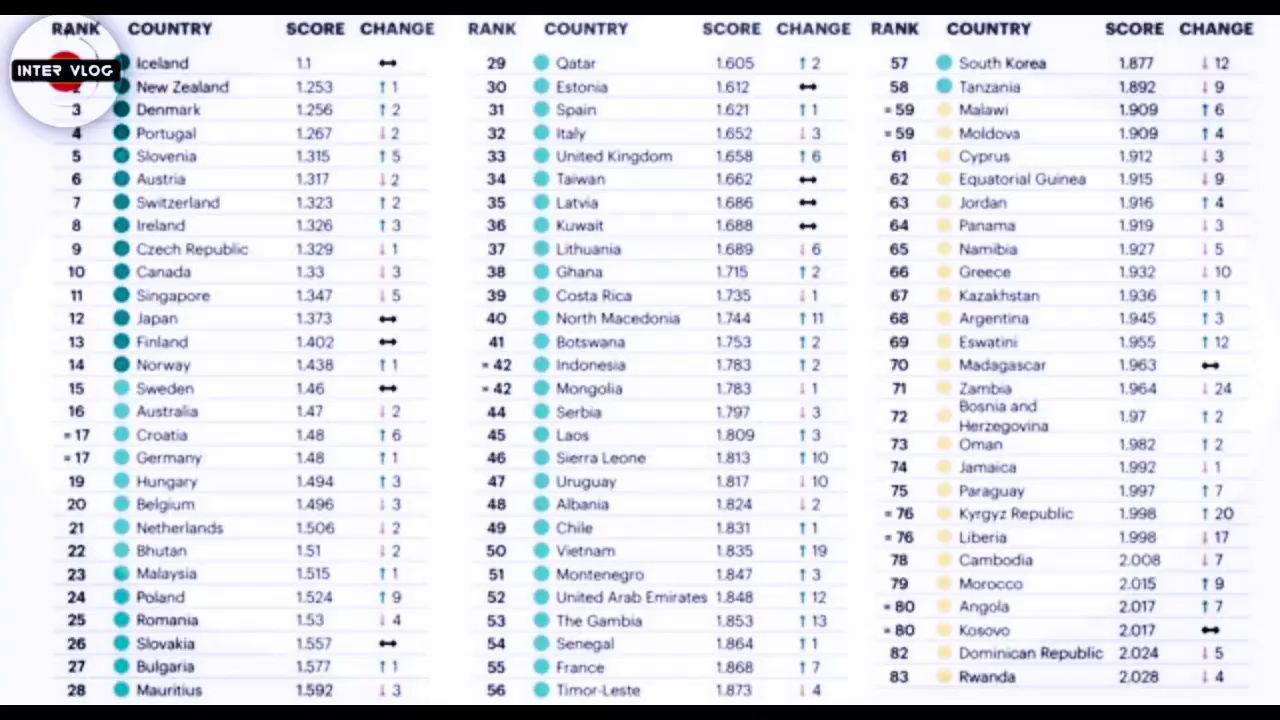 RANK COUNTRY SCORE CHANGE
INTER VLOG
Iceland 1.1 ↔
2 New Zealand 1.253 ↑ 1
3 Denmark 1.256 ↑ 2
4 Portugal 1.267 ↓ 2
5 Slovenia 1.315 ↑ 5
6 Austria 1.317 ↓ 2
7 Switzerland 1.323 ↑ 2
8 Ireland 1.326 ↑ 3
9 Czech Republic 1.329 ↓ 1
10 Canada 1.33 ↓ 3
11 Singapore 1.347 ↓ 5
12 Japan 1.373 ↔
13 Finland 1.402 ↔
14 Norway 1.438 ↑ 1
15 Sweden 1.46 ↔
16 Australia 1.47 ↓ 2
= 17 Croatia 1.48 ↑ 6
= 17 Germany 1.48 ↑ 1
19 Hungary 1.494 ↑ 3
20 Belgium 1.496 ↓ 3
21 Netherlands 1.506 ↓ 2
22 Bhutan 1.51 ↓ 2
23 Malaysia 1.515 ↑ 1
24 Poland 1.524 ↑ 9
25 Romania 1.53 ↓ 4
26 Slovakia 1.557 ↔
27 Bulgaria 1.577 ↑ 1
28 Mauritius 1.592 ↓ 3
RANK COUNTRY SCORE CHANGE
29 Qatar 1.605 ↑ 2
30 Estonia 1.612 ↔
31 Spain 1.621 ↑ 1
32 Italy 1.652 ↓ 3
33 United Kingdom 1.658 ↑ 6
34 Taiwan 1.662 ↔
35 Latvia 1.686 ↔
36 Kuwait 1.688 ↔
37 Lithuania 1.689 ↓ 6
38 Ghana 1.715 ↑ 2
39 Costa Rica 1.735 ↓ 1
40 North Macedonia 1.744 ↑ 11
41 Botswana 1.753 ↑ 2
= 42 Indonesia 1.783 ↑ 2
= 42 Mongolia 1.783 ↓ 1
44 Serbia 1.797 ↓ 3
45 Laos 1.809 ↑ 3
46 Sierra Leone 1.813 ↑ 10
47 Uruguay 1.817 ↓ 10
48 Albania 1.824 ↓ 2
49 Chile 1.831 ↑ 1
50 Vietnam 1.835 ↑ 19
51 Montenegro 1.847 ↑ 3
52 United Arab Emirates 1.848 ↑ 12
53 The Gambia 1.853 ↑ 13
54 Senegal 1.864 ↑ 1
55 France 1.868 ↑ 7
56 Timor-Leste 1.873 ↓ 4
RANK COUNTRY SCORE CHANGE
57 South Korea 1.877 ↓ 12
58 Tanzania 1.892 ↓ 9
= 59 Malawi 1.909 ↑ 6
= 59 Moldova 1.909 ↑ 4
61 Cyprus 1.912 ↓ 3
62 Equatorial Guinea 1.915 ↓ 9
63 Jordan 1.916 ↑ 4
64 Panama 1.919 ↓ 3
65 Namibia 1.927 ↓ 5
66 Greece 1.932 ↓ 10
67 Kazakhstan 1.936 ↑ 1
68 Argentina 1.945 ↑ 3
69 Eswatini 1.955 ↑ 12
70 Madagascar 1.963 ↔
71 Zambia 1.964 ↓ 24
72 Bosnia and
Herzegovina 1.97 ↑ 2
73 Oman 1.982 ↑ 2
74 Jamaica 1.992 ↓ 1
75 Paraguay 1.997 ↑ 7
= 76 Kyrgyz Republic 1.998 ↑ 20
= 76 Liberia 1.998 ↓ 17
78 Cambodia 2.008 ↓ 7
79 Morocco 2.015 ↑ 9
= 80 Angola 2.017 ↑ 7
= 80 Kosovo 2.017 ↔
82 Dominican Republic 2.024 ↓ 5
83 Rwanda 2.028 ↓ 4